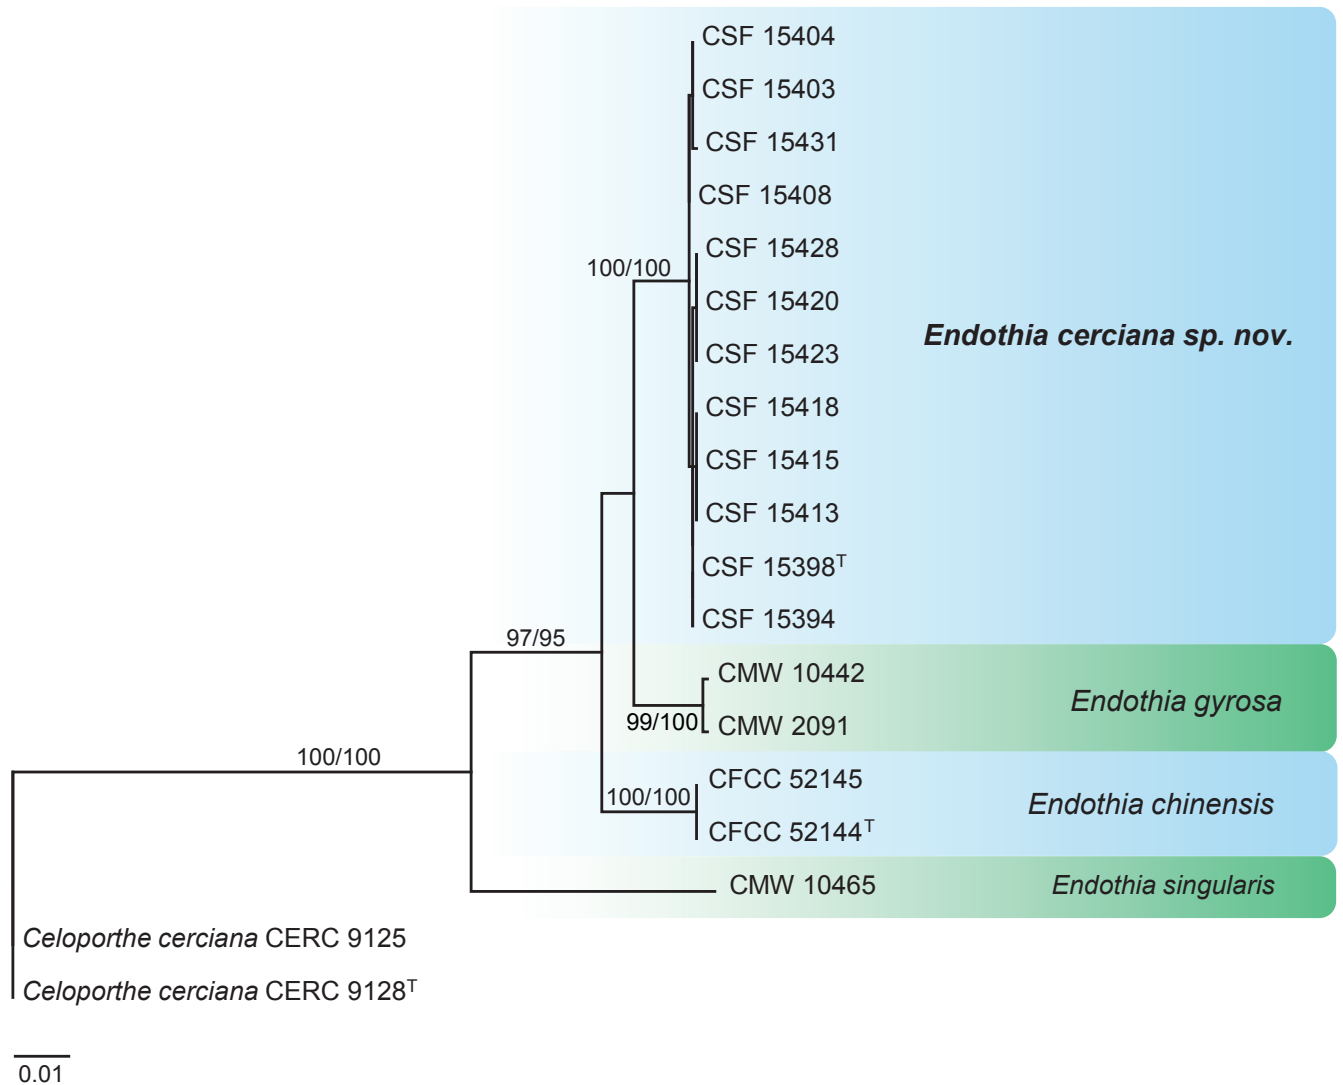 CSF 15404
CSF 15403
CSF 15431
CSF 15408
CSF 15428
100/100
CSF 15420
Endothia cerciana sp. nov.
CSF 15423
CSF 15418
CSF 15415
CSF 15413
CSF 15398ᵀ
CSF 15394
97/95
CMW 10442
Endothia gyrosa
99/100
CMW 2091
100/100
CFCC 52145
100/100
Endothia chinensis
CFCC 52144ᵀ
CMW 10465
Endothia singularis
Celoporthe cerciana CERC 9125
Celoporthe cerciana CERC 9128ᵀ
0.01